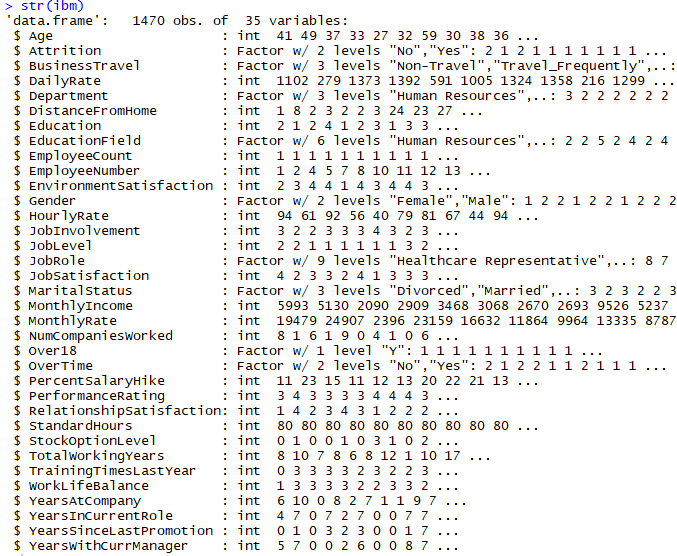 > str(ibm)
'data.frame':   1470 obs. of  35 variables:
 $ Age                     : int  41 49 37 33 27 32 59 30 38 36 ...
 $ Attrition               : Factor w/ 2 levels "No","Yes": 2 1 2 1 1 1 1 1 1 1 ...
 $ BusinessTravel          : Factor w/ 3 levels "Non-Travel","Travel_Frequently",..:
 $ DailyRate               : int  1102 279 1373 1392 591 1005 1324 1358 216 1299 ...
 $ Department              : Factor w/ 3 levels "Human Resources",..: 3 2 2 2 2 2 2
 $ DistanceFromHome        : int  1 8 2 3 2 2 3 24 23 27 ...
 $ Education               : int  2 1 2 4 1 2 3 1 3 3 ...
 $ EducationField          : Factor w/ 6 levels "Human Resources",..: 2 2 5 2 4 2 4
 $ EmployeeCount           : int  1 1 1 1 1 1 1 1 1 1 ...
 $ EmployeeNumber          : int  1 2 4 5 7 8 10 11 12 13 ...
 $ EnvironmentSatisfaction : int  2 3 4 4 1 4 3 4 4 3 ...
 $ Gender                  : Factor w/ 2 levels "Female","Male": 1 2 2 1 2 2 1 2 2 2
 $ HourlyRate              : int  94 61 92 56 40 79 81 67 44 94 ...
 $ JobInvolvement          : int  3 2 2 3 3 3 4 3 2 3 ...
 $ JobLevel                : int  2 2 1 1 1 1 1 1 3 2 ...
 $ JobRole                 : Factor w/ 9 levels "Healthcare Representative",..: 8 7
 $ JobSatisfaction         : int  4 2 3 3 2 4 1 3 3 3 ...
 $ MaritalStatus           : Factor w/ 3 levels "Divorced","Married",..: 3 2 3 2 2 3
 $ MonthlyIncome           : int  5993 5130 2090 2909 3468 3068 2670 2693 9526 5237
 $ MonthlyRate             : int  19479 24907 2396 23159 16632 11864 9964 13335 8787
 $ NumCompaniesWorked      : int  8 1 6 1 9 0 4 1 0 6 ...
 $ Over18                  : Factor w/ 1 level "Y": 1 1 1 1 1 1 1 1 1 1 ...
 $ OverTime                : Factor w/ 2 levels "No","Yes": 2 1 2 2 1 1 2 1 1 1 ...
 $ PercentSalaryHike       : int  11 23 15 11 12 13 20 22 21 13 ...
 $ PerformanceRating       : int  3 4 3 3 3 3 4 4 4 3 ...
 $ RelationshipSatisfaction: int  1 4 2 3 4 3 1 2 2 2 ...
 $ StandardHours           : int  80 80 80 80 80 80 80 80 80 80 ...
 $ StockOptionLevel        : int  0 1 0 0 1 0 3 1 0 2 ...
 $ TotalWorkingYears       : int  8 10 7 8 6 8 12 1 10 17 ...
 $ TrainingTimesLastYear   : int  0 3 3 3 3 2 3 2 2 3 ...
 $ WorkLifeBalance         : int  1 3 3 3 3 2 2 3 3 2 ...
 $ YearsAtCompany          : int  6 10 0 8 2 7 1 1 9 7 ...
 $ YearsInCurrentRole      : int  4 7 0 7 2 7 0 0 7 7 ...
 $ YearsSinceLastPromotion : int  0 1 0 3 2 3 0 0 1 7 ...
 $ YearsWithCurrManager    : int  5 7 0 0 2 6 0 0 8 7 ...